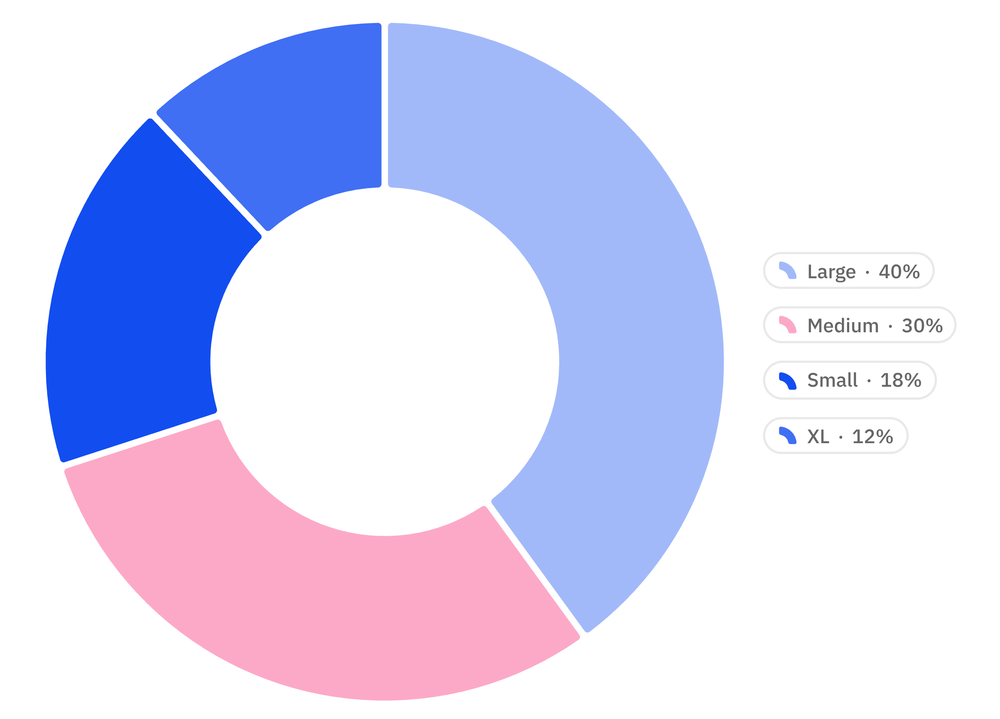 Large · 40%
Medium · 30%
Small · 18%
XL · 12%